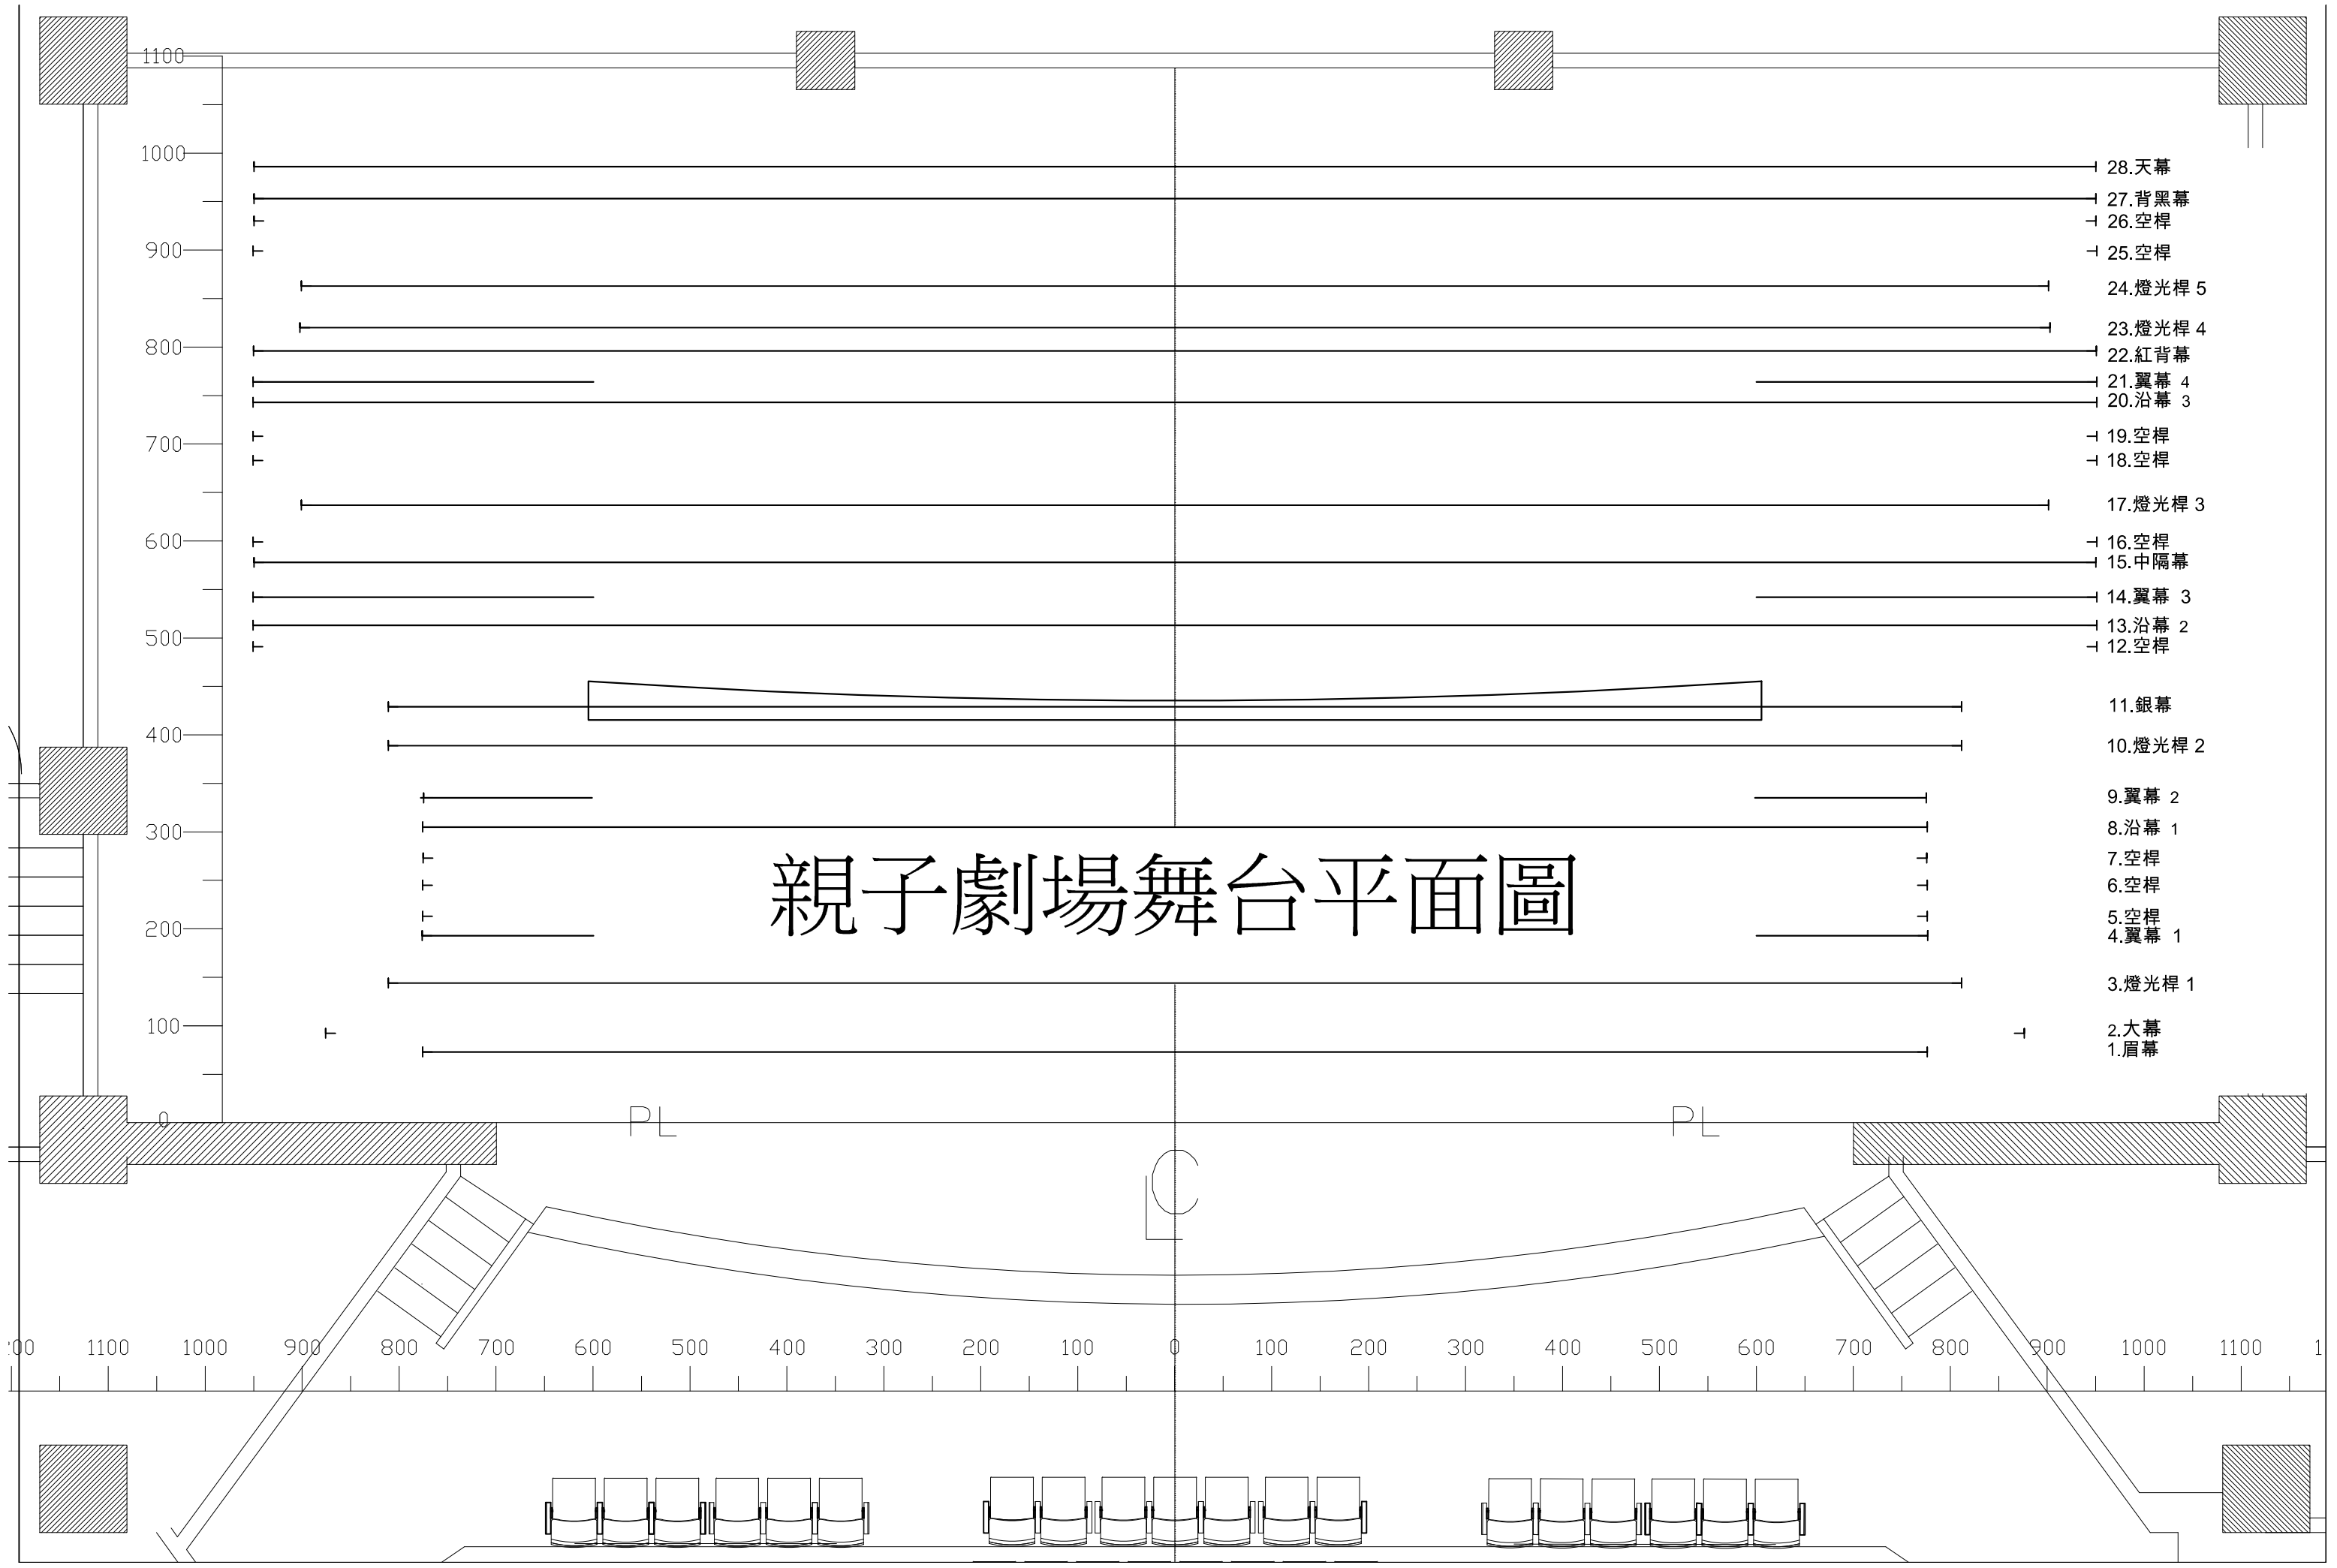 1100
1000
900
800
700
600
500
400
300
200
100
0
28.天幕
27.背黑幕
26.空桿
25.空桿
24.燈光桿 5
23.燈光桿 4
22.紅背幕
21.翼幕 4
20.沿幕 3
19.空桿
18.空桿
17.燈光桿 3
16.空桿
15.中隔幕
14.翼幕 3
13.沿幕 2
12.空桿
11.銀幕
10.燈光桿 2
9.翼幕 2
8.沿幕 1
7.空桿
6.空桿
5.空桿
4.翼幕 1
3.燈光桿 1
2.大幕
1.眉幕
親子劇場舞台平面圖
PL PL
CL
1100 1000 900 800 700 600 500 400 300 200 100 0 100 200 300 400 500 600 700 800 900 1000 1100